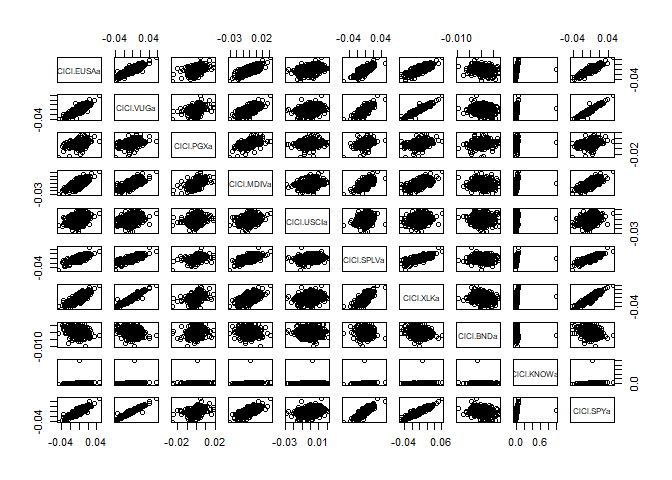 -0.04 0.04 -0.03 0.02 -0.04 0.04 -0.010 -0.04 0.04
CICI.EUSAa -0.04
-0.04 CICI.VUGa
CICI.PGXa -0.02
-0.03 CICI.MDIVa
CICI.USCIa -0.03
-0.04 CICI.SPLVa
CICI.XLKa -0.04
-0.010 CICI.BNDa
CICI.KNOWa 0.0
-0.04 CICI.SPYa
-0.04 0.04 -0.02 0.02 -0.03 0.01 -0.04 0.06 0.0 0.6